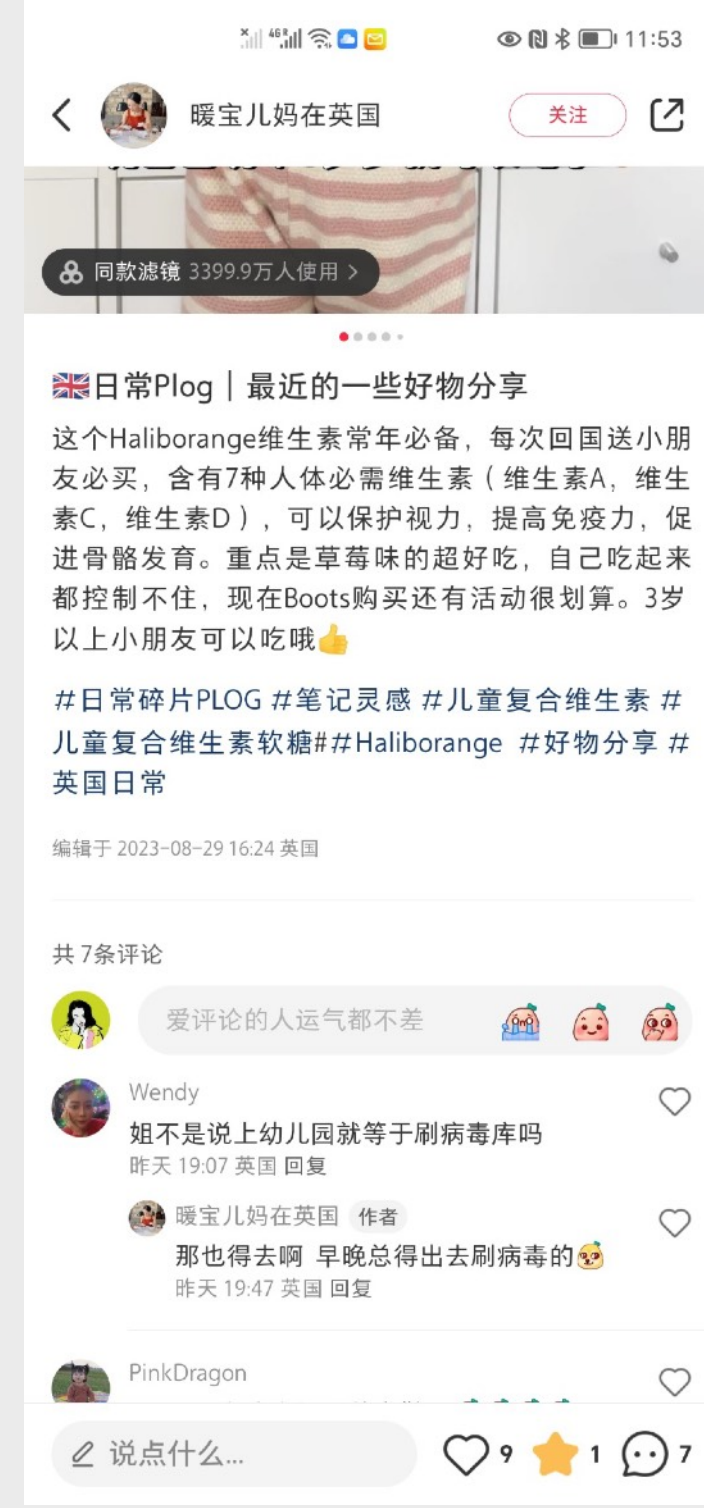 4G 11:53
暖宝儿妈在英国 关注
同款滤镜 3399.9万人使用
日常Plog｜最近的一些好物分享
这个Haliborange维生素常年必备，每次回国送小朋
友必买，含有7种人体必需维生素（维生素A，维生
素C，维生素D），可以保护视力，提高免疫力，促
进骨骼发育。重点是草莓味的超好吃，自己吃起来
都控制不住，现在Boots购买还有活动很划算。3岁
以上小朋友可以吃哦👍
#日常碎片PLOG #笔记灵感 #儿童复合维生素 #
儿童复合维生素软糖##Haliborange #好物分享 #
英国日常
编辑于 2023-08-29 16:24 英国
共 7条评论
爱评论的人运气都不差
Wendy
姐不是说上幼儿园就等于刷病毒库吗
昨天 19:07 英国 回复
暖宝儿妈在英国 作者
那也得去啊 早晚总得出去刷病毒的
昨天 19:47 英国 回复
PinkDragon
说点什么... 9 1 7